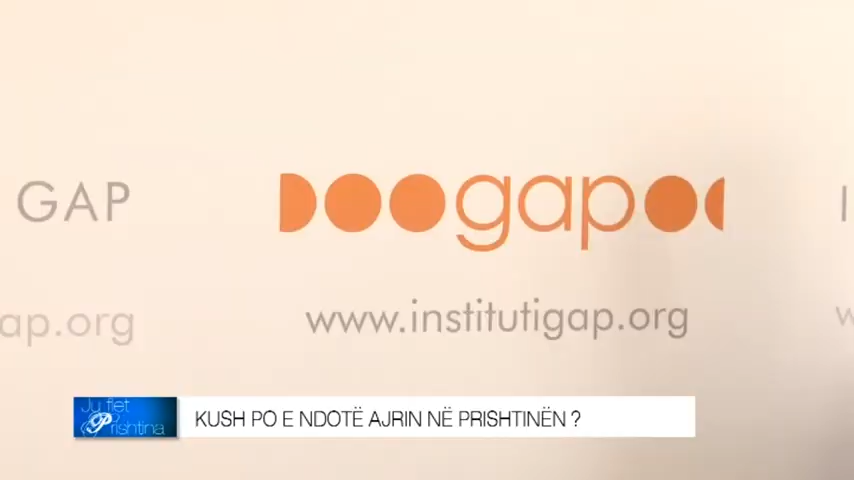 GAP
gap
ap.org
www.institutigap.org
Ju flet
Prishtina
KUSH PO E NDOTË AJRIN NË PRISHTINËN ?